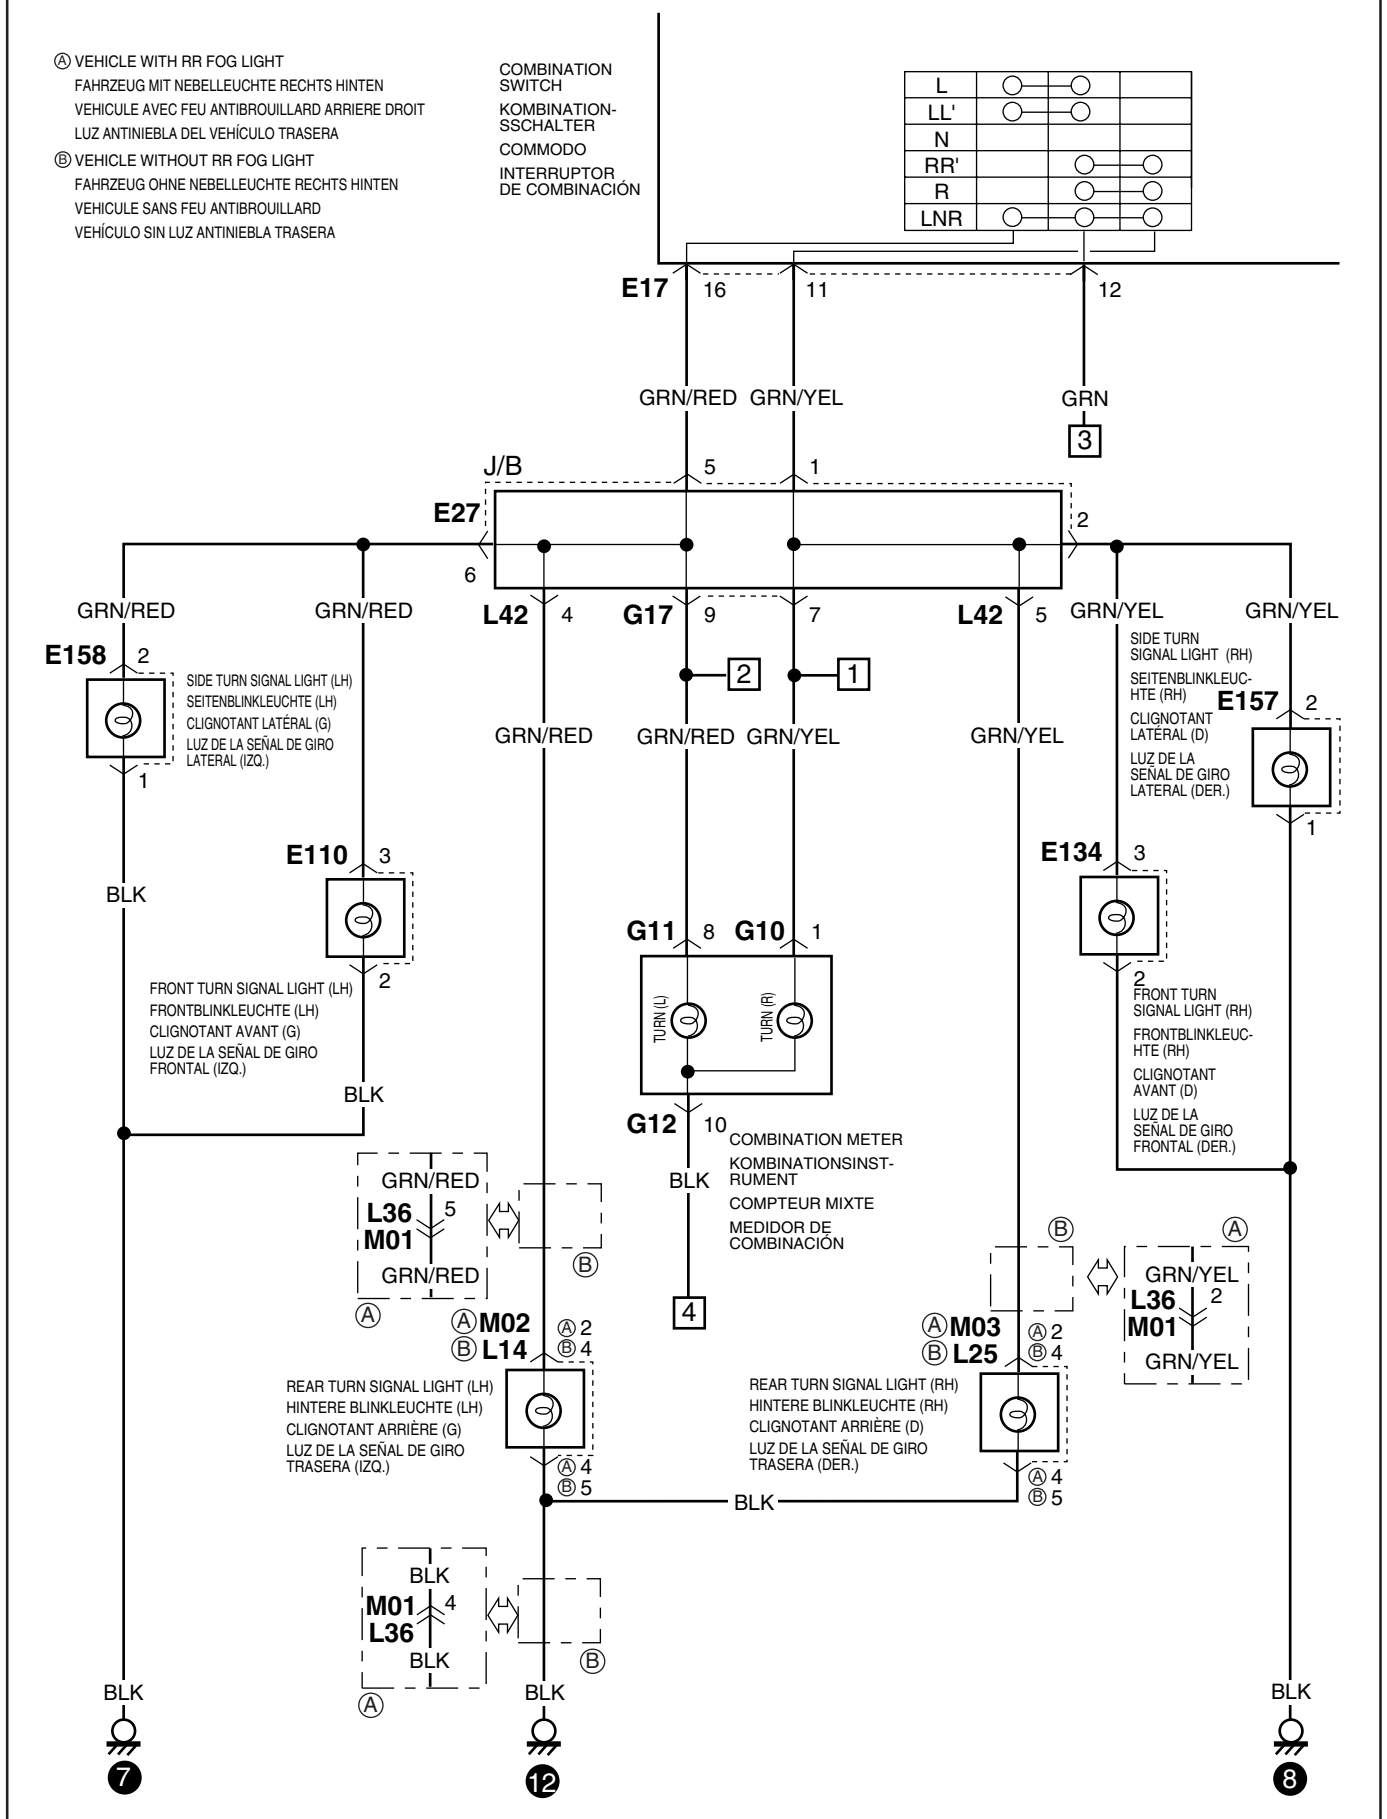 Ⓐ VEHICLE WITH RR FOG LIGHT
FAHRZEUG MIT NEBELLEUCHTE RECHTS HINTEN
VEHICULE AVEC FEU ANTIBROUILLARD ARRIERE DROIT
LUZ ANTINIEBLA DEL VEHÍCULO TRASERA
Ⓑ VEHICLE WITHOUT RR FOG LIGHT
FAHRZEUG OHNE NEBELLEUCHTE RECHTS HINTEN
VEHICULE SANS FEU ANTIBROUILLARD
VEHÍCULO SIN LUZ ANTINIEBLA TRASERA
COMBINATION
SWITCH
KOMBINATION-
SSCHALTER
COMMODO
INTERRUPTOR
DE COMBINACIÓN
L
LL'
N
RR'
R
LNR
E17 16 11 12
GRN/RED GRN/YEL GRN
3
J/B 5 1
E27 2
6
GRN/RED GRN/RED L42 4 G17 9 7 L42 5 GRN/YEL GRN/YEL
E158 2
SIDE TURN SIGNAL LIGHT (LH)
SEITENBLINKLEUCHTE (LH)
CLIGNOTANT LATÉRAL (G)
LUZ DE LA SEÑAL DE GIRO
LATERAL (IZQ.)
1
2 1
SIDE TURN
SIGNAL LIGHT (RH)
SEITENBLINKLEUC-
HTE (RH)
CLIGNOTANT
LATÉRAL (D)
LUZ DE LA
SEÑAL DE GIRO
LATERAL (DER.)
E157 2
1
GRN/RED GRN/RED GRN/YEL GRN/YEL
E110 3
2
BLK
FRONT TURN SIGNAL LIGHT (LH)
FRONTBLINKLEUCHTE (LH)
CLIGNOTANT AVANT (G)
LUZ DE LA SEÑAL DE GIRO
FRONTAL (IZQ.)
BLK
E134 3
2
FRONT TURN
SIGNAL LIGHT (RH)
FRONTBLINKLEUC-
HTE (RH)
CLIGNOTANT
AVANT (D)
LUZ DE LA
SEÑAL DE GIRO
FRONTAL (DER.)
G11 8 G10 1
TURN (L) TURN (R)
G12 10
COMBINATION METER
KOMBINATIONSINST-
RUMENT
COMPTEUR MIXTE
MEDIDOR DE
COMBINACIÓN
BLK
4
GRN/RED
L36 5
M01
GRN/RED
Ⓐ
Ⓑ
Ⓑ
Ⓐ
GRN/YEL
L36 2
M01
GRN/YEL
Ⓐ M02 Ⓐ 2
Ⓑ L14 Ⓑ 4
REAR TURN SIGNAL LIGHT (LH)
HINTERE BLINKLEUCHTE (LH)
CLIGNOTANT ARRIÈRE (G)
LUZ DE LA SEÑAL DE GIRO
TRASERA (IZQ.)
Ⓐ 4
Ⓑ 5
Ⓐ M03 Ⓐ 2
Ⓑ L25 Ⓑ 4
REAR TURN SIGNAL LIGHT (RH)
HINTERE BLINKLEUCHTE (RH)
CLIGNOTANT ARRIÈRE (D)
LUZ DE LA SEÑAL DE GIRO
TRASERA (DER.)
Ⓐ 4
Ⓑ 5
BLK
BLK
M01 4
L36
BLK
Ⓐ
Ⓑ
BLK BLK BLK
7 12 8